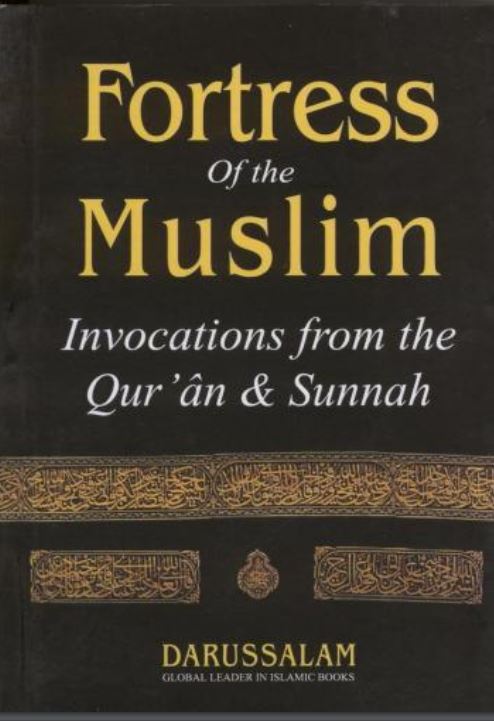 Fortress
Of the
Muslim
Invocations from the
Qur'ân & Sunnah
DARUSSALAM
GLOBAL LEADER IN ISLAMIC BOOKS